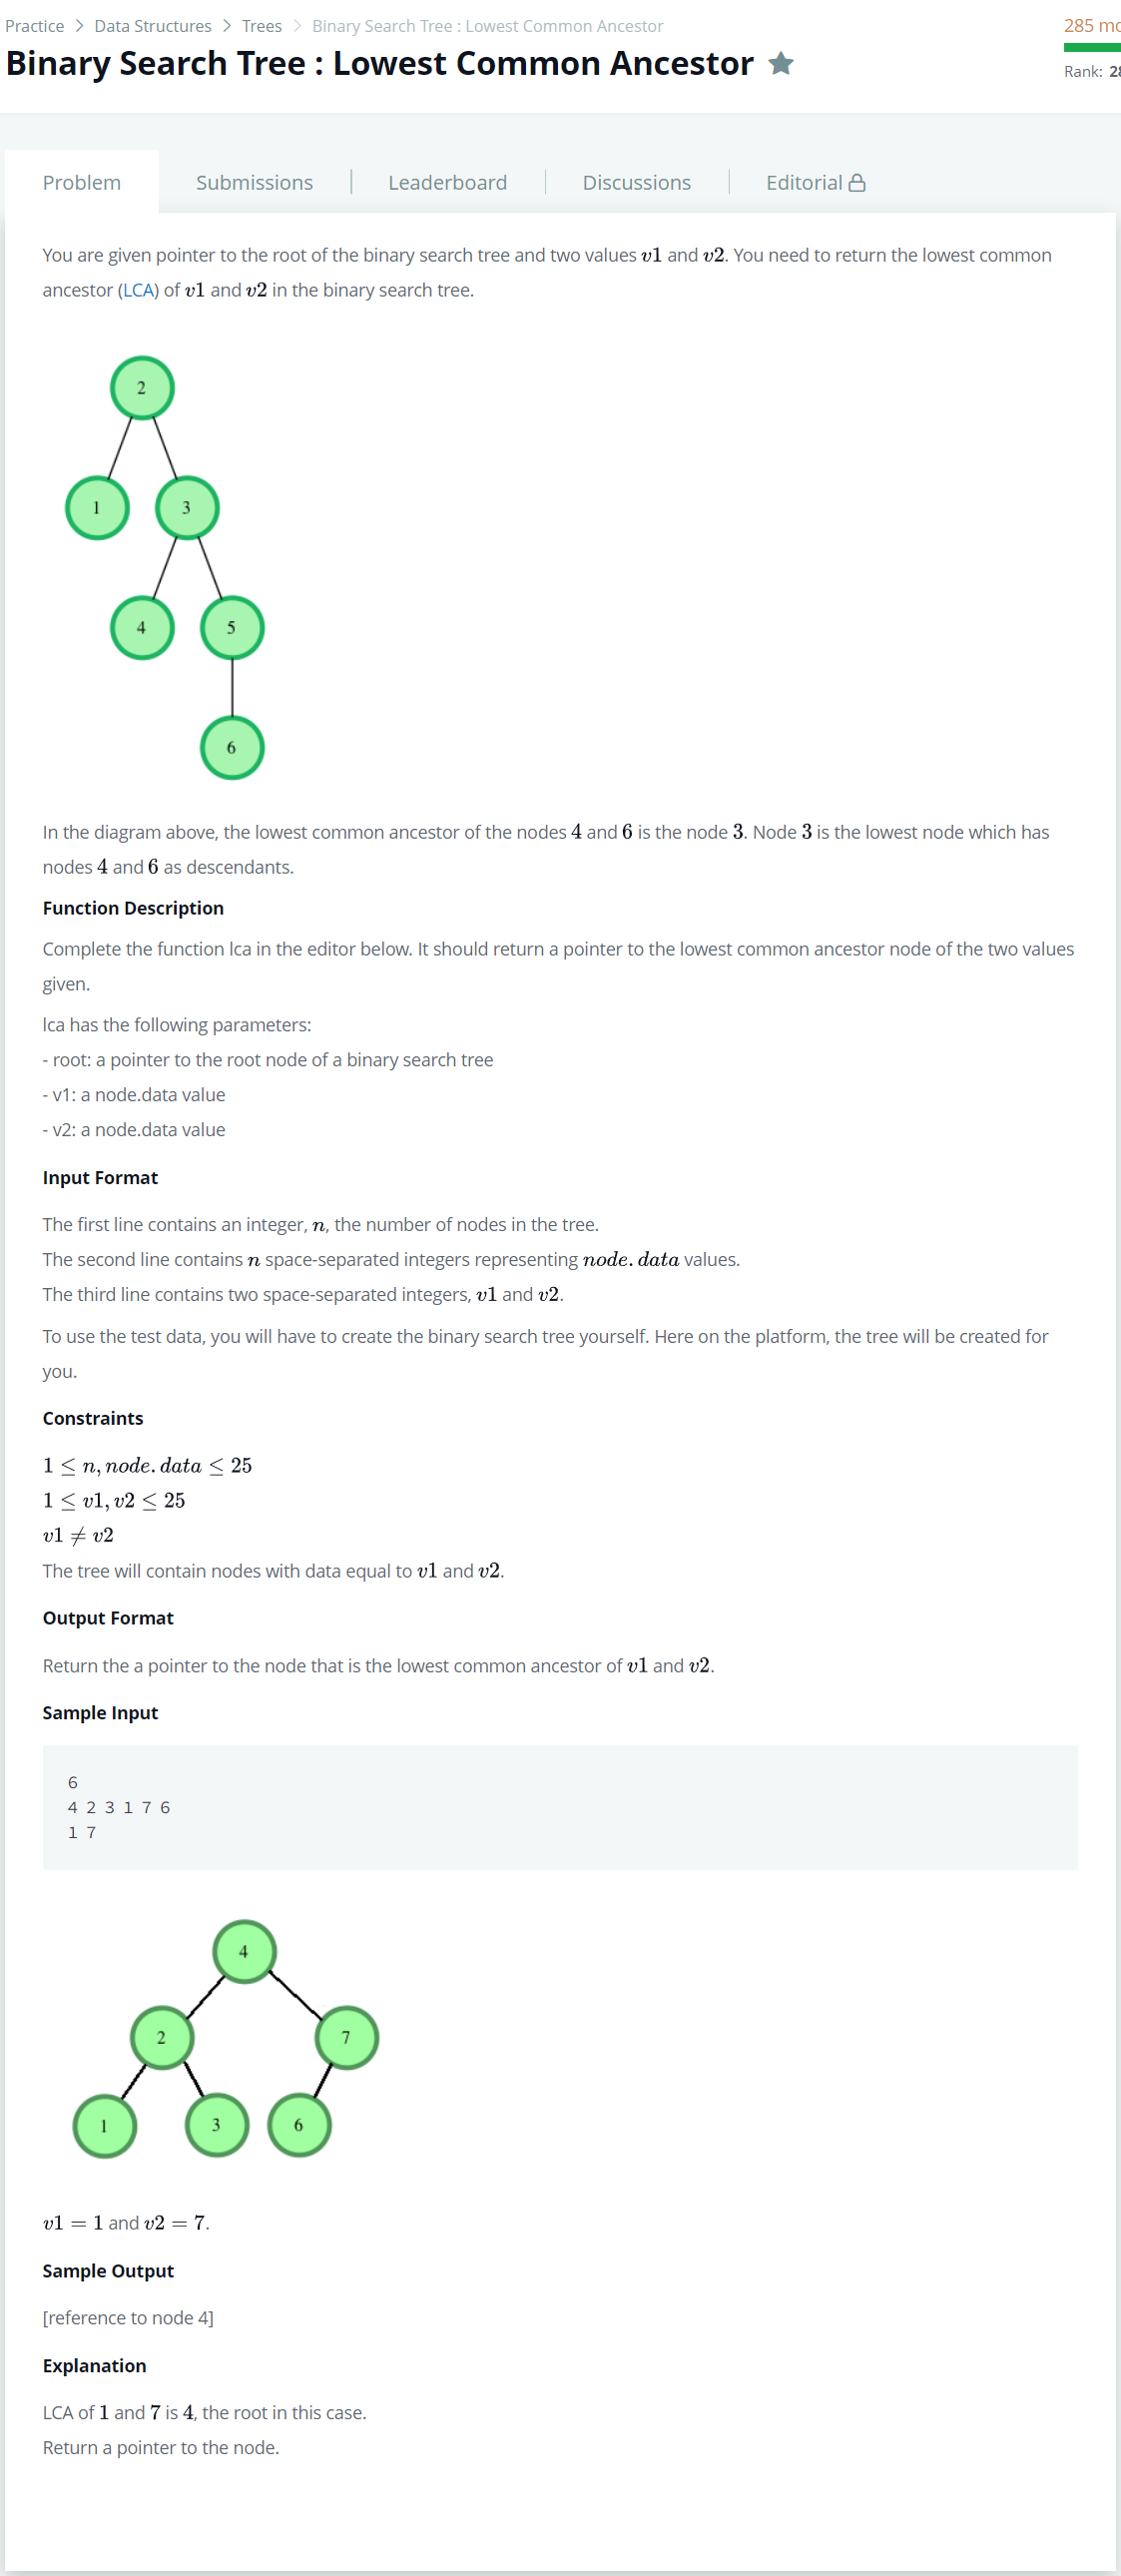 Practice > Data Structures > Trees > Binary Search Tree : Lowest Common Ancestor
285 mo
Binary Search Tree : Lowest Common Ancestor
Rank: 28
Problem
Submissions
Leaderboard
Discussions
Editorial
You are given pointer to the root of the binary search tree and two values v1 and v2. You need to return the lowest common
ancestor (LCA) of v1 and v2 in the binary search tree.
2
1 3
4 5
6
In the diagram above, the lowest common ancestor of the nodes 4 and 6 is the node 3. Node 3 is the lowest node which has
nodes 4 and 6 as descendants.
Function Description
Complete the function lca in the editor below. It should return a pointer to the lowest common ancestor node of the two values
given.
lca has the following parameters:
- root: a pointer to the root node of a binary search tree
- v1: a node.data value
- v2: a node.data value
Input Format
The first line contains an integer, n, the number of nodes in the tree.
The second line contains n space-separated integers representing node.data values.
The third line contains two space-separated integers, v1 and v2.
To use the test data, you will have to create the binary search tree yourself. Here on the platform, the tree will be created for
you.
Constraints
1 ≤ n, node.data ≤ 25
1 ≤ v1, v2 ≤ 25
v1 ≠ v2
The tree will contain nodes with data equal to v1 and v2.
Output Format
Return the a pointer to the node that is the lowest common ancestor of v1 and v2.
Sample Input
6
4 2 3 1 7 6
1 7
4
2 7
1 3 6
v1 = 1 and v2 = 7.
Sample Output
[reference to node 4]
Explanation
LCA of 1 and 7 is 4, the root in this case.
Return a pointer to the node.